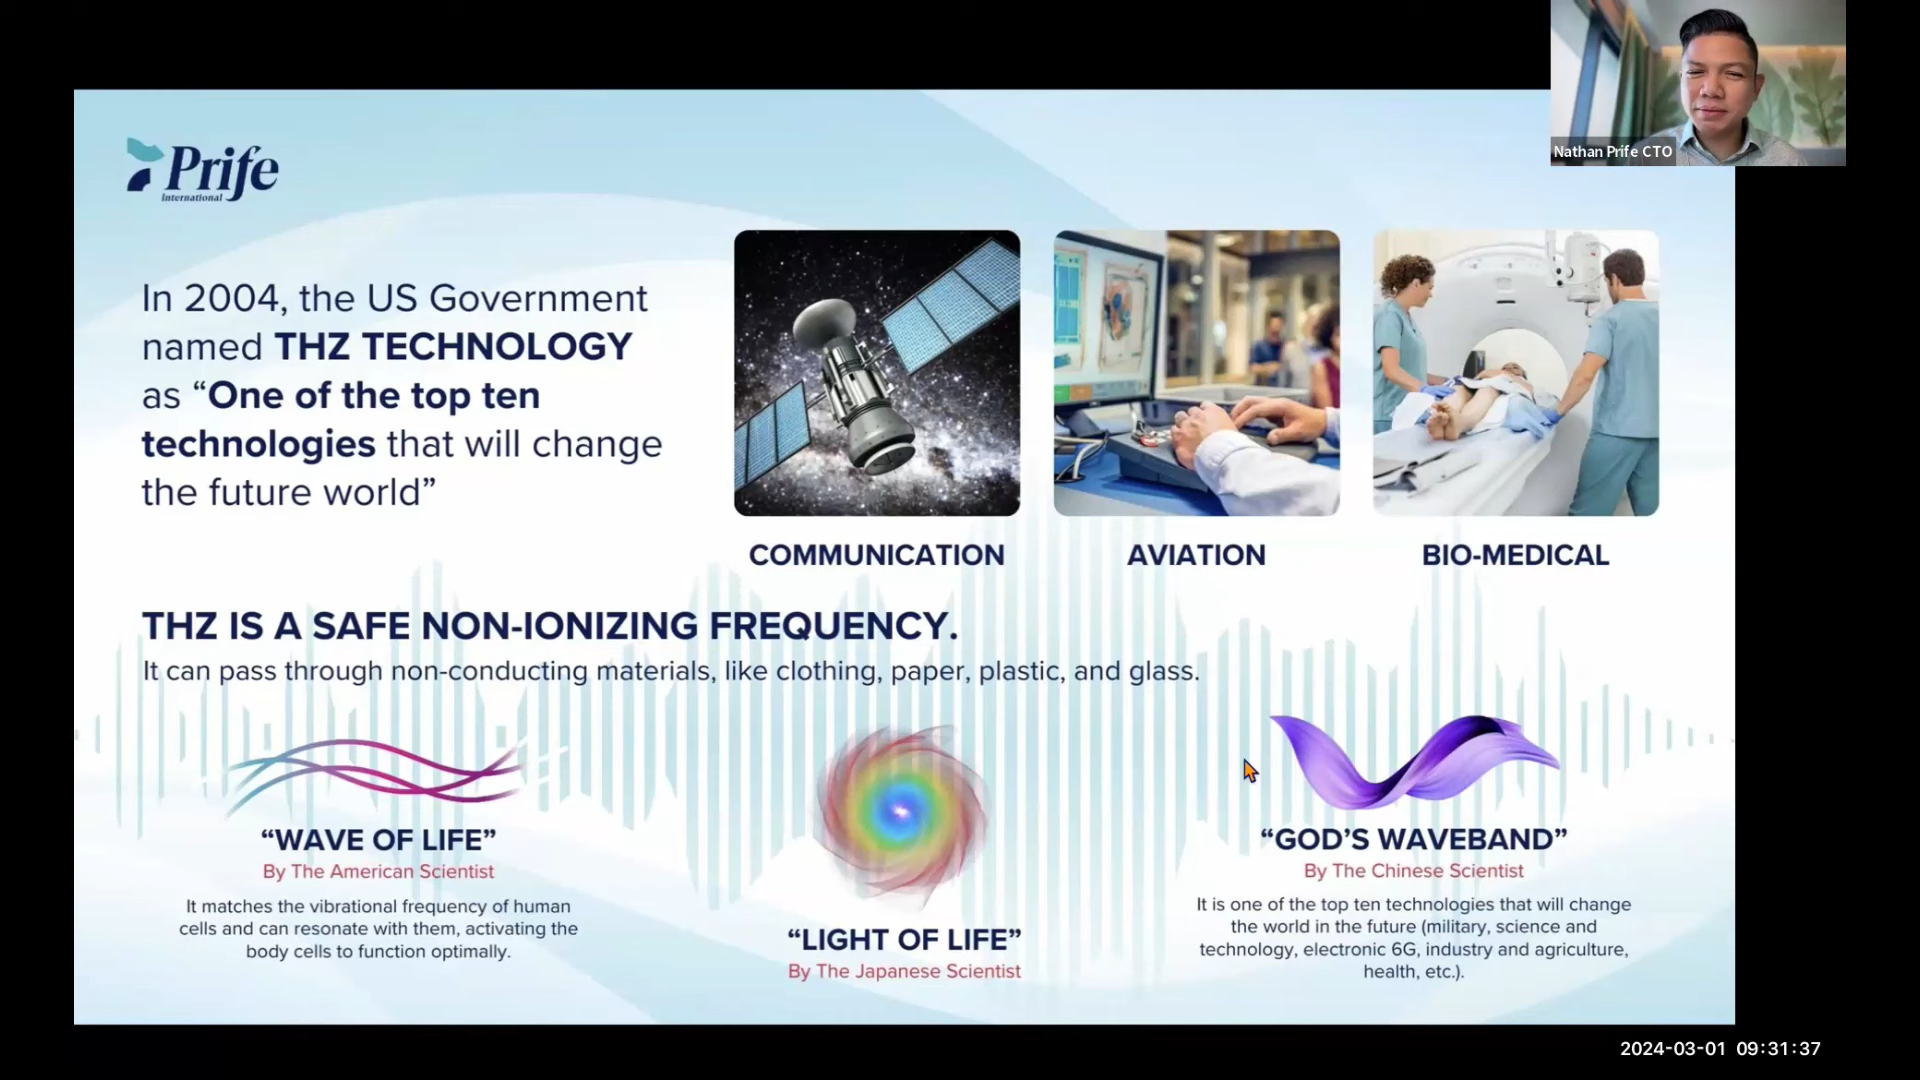 Nathan Prife CTO
Prife
International
In 2004, the US Government
named THZ TECHNOLOGY
as “One of the top ten
technologies that will change
the future world”
COMMUNICATION
AVIATION
BIO-MEDICAL
THZ IS A SAFE NON-IONIZING FREQUENCY.
It can pass through non-conducting materials, like clothing, paper, plastic, and glass.
“WAVE OF LIFE”
By The American Scientist
It matches the vibrational frequency of human
cells and can resonate with them, activating the
body cells to function optimally.
“LIGHT OF LIFE”
By The Japanese Scientist
“GOD’S WAVEBAND”
By The Chinese Scientist
It is one of the top ten technologies that will change
the world in the future (military, science and
technology, electronic 6G, industry and agriculture,
health, etc.).
2024-03-01 09:31:37